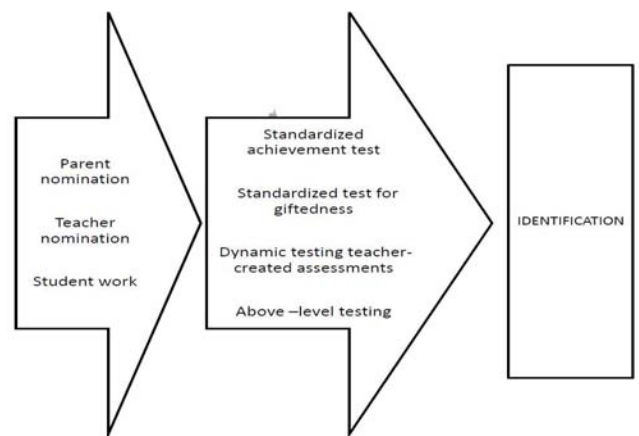 Parent
nomination
Teacher
nomination
Student work
Standardized
achievement test
Standardized test for
giftedness
Dynamic testing teacher-
created assessments
Above –level testing
IDENTIFICATION